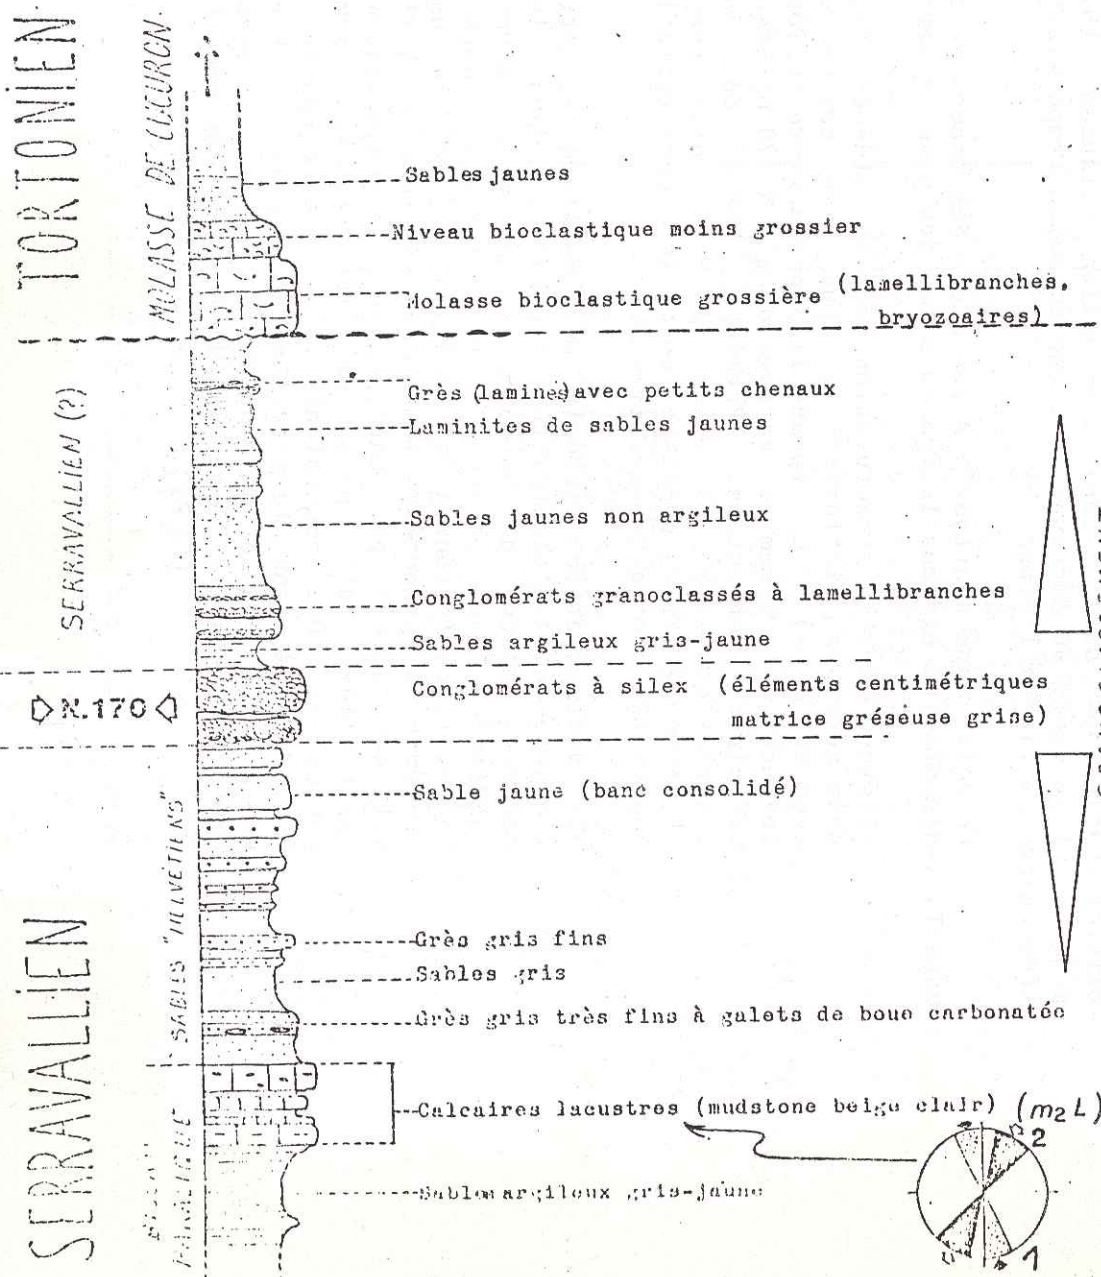 TORTONIEN
MOLASSE DE CUCURON
Sables jaunes
Niveau bioclastique moins grossier
Molasse bioclastique grossière (lamellibranches,
bryozoaires)
SERRAVALLIEN (?)
Grès (laminés) avec petits chenaux
Laminites de sables jaunes
Sables jaunes non argileux
Conglomérats granoclassés à lamellibranches
Sables argileux gris-jaune
N.170
Conglomérats à silex (éléments centimétriques
matrice gréseuse grise)
SERRAVALLIEN
SABLES "HELVÉTIENS"
Sable jaune (banc consolidé)
Grès gris fins
Sables gris
Grès gris très fins à galets de boue carbonatée
Calcaires lacustres (mudstone beige clair) (m2 L)
Sables argileux gris-jaune
2
1